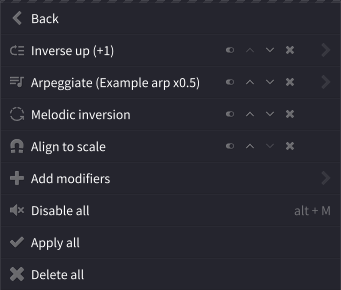 Back
Inverse up (+1)
Arpeggiate (Example arp x0.5)
Melodic inversion
Align to scale
Add modifiers
Disable all alt + M
Apply all
Delete all